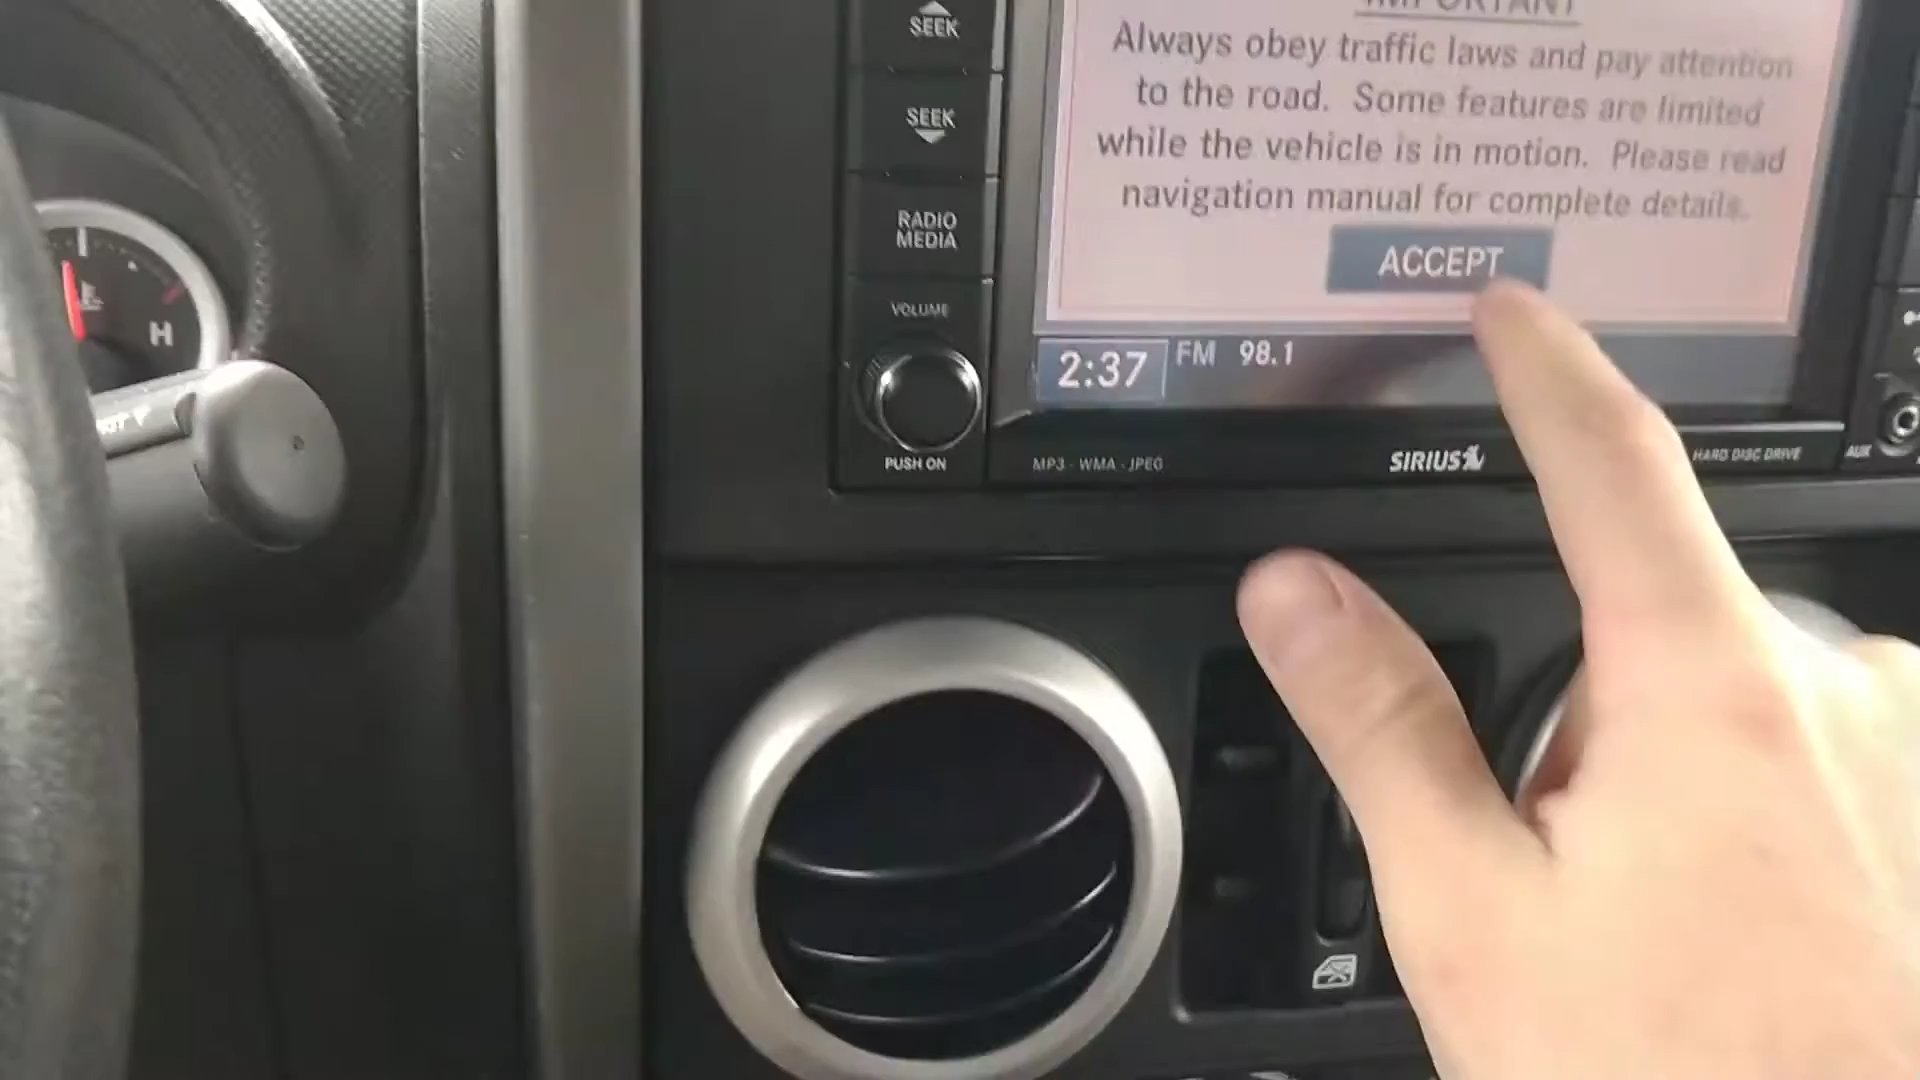 SEEK
SEEK
RADIO
MEDIA
VOLUME
PUSH ON
IMPORTANT
Always obey traffic laws and pay attention
to the road. Some features are limited
while the vehicle is in motion. Please read
navigation manual for complete details.
ACCEPT
2:37 FM 98.1
MP3 - WMA - JPEG
SIRIUS
HARD DISC DRIVE
AUX
H